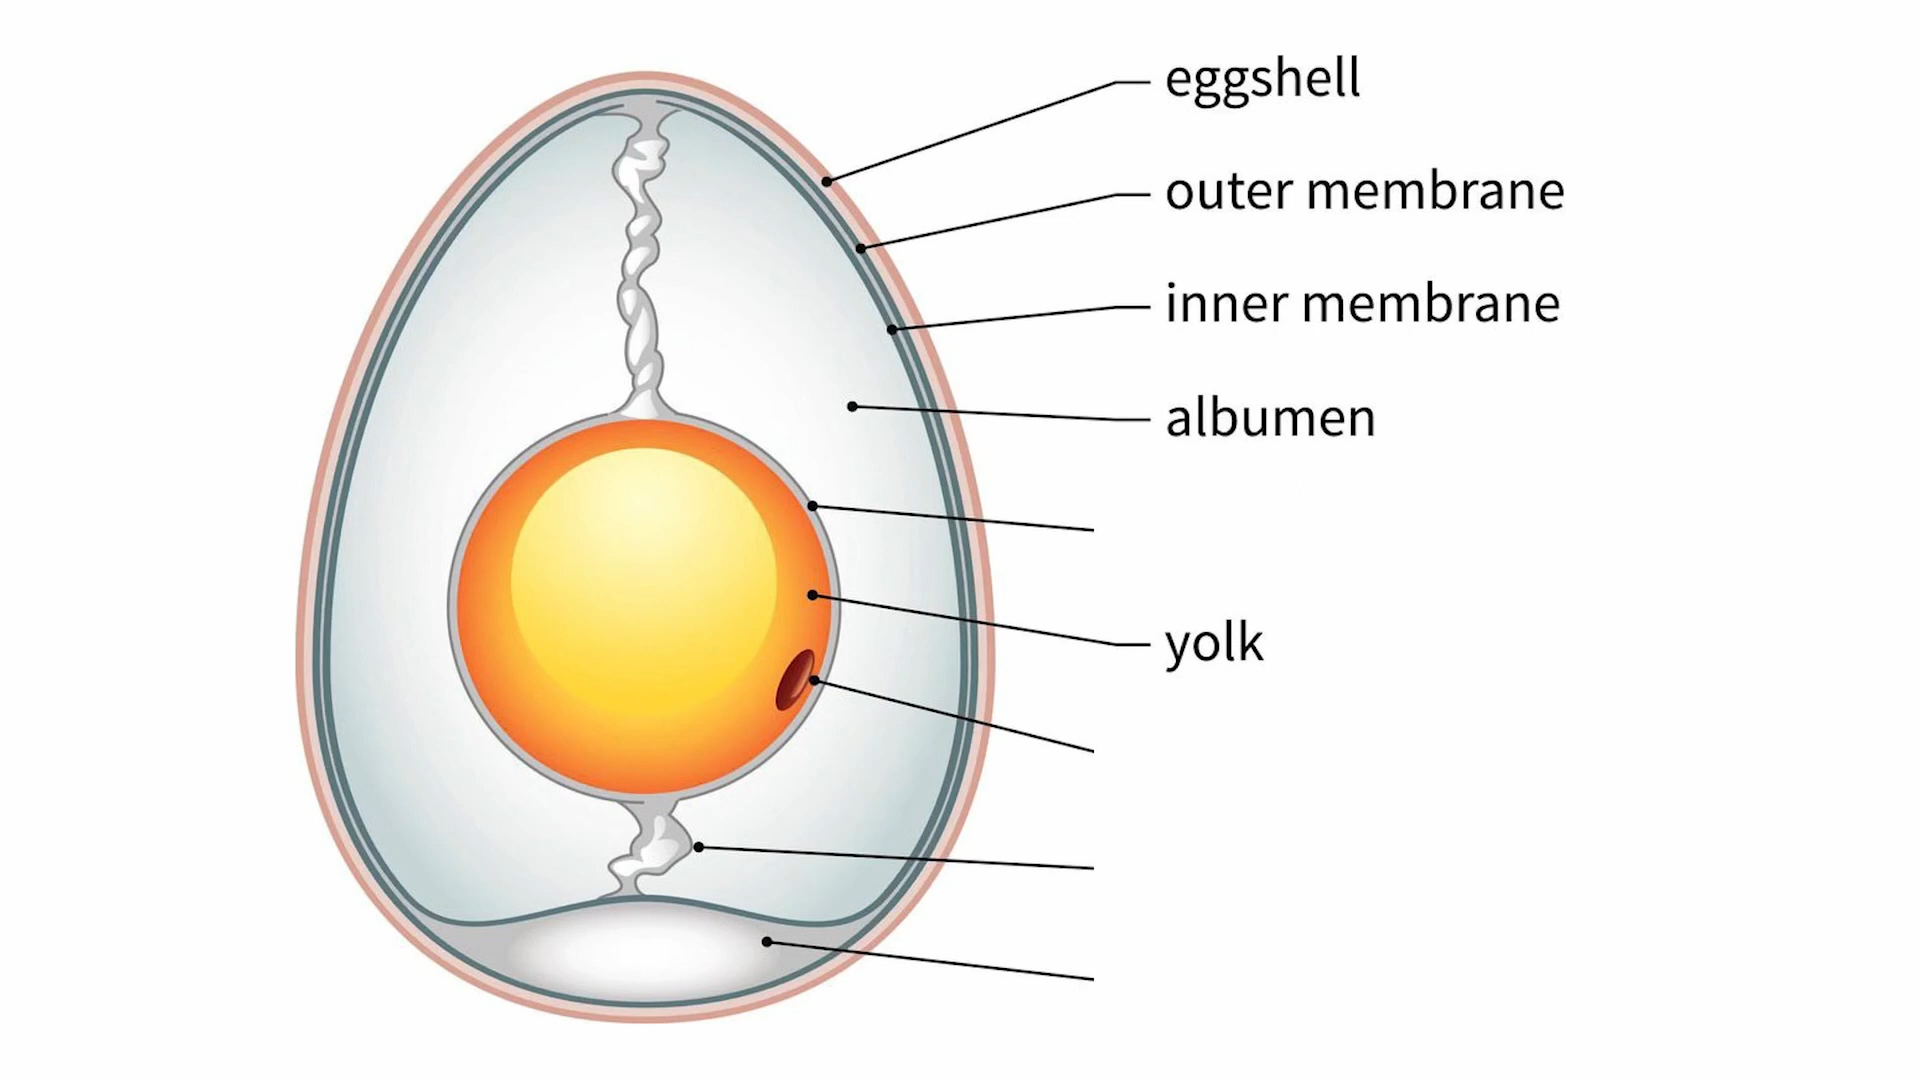 eggshell
outer membrane
inner membrane
albumen
yolk